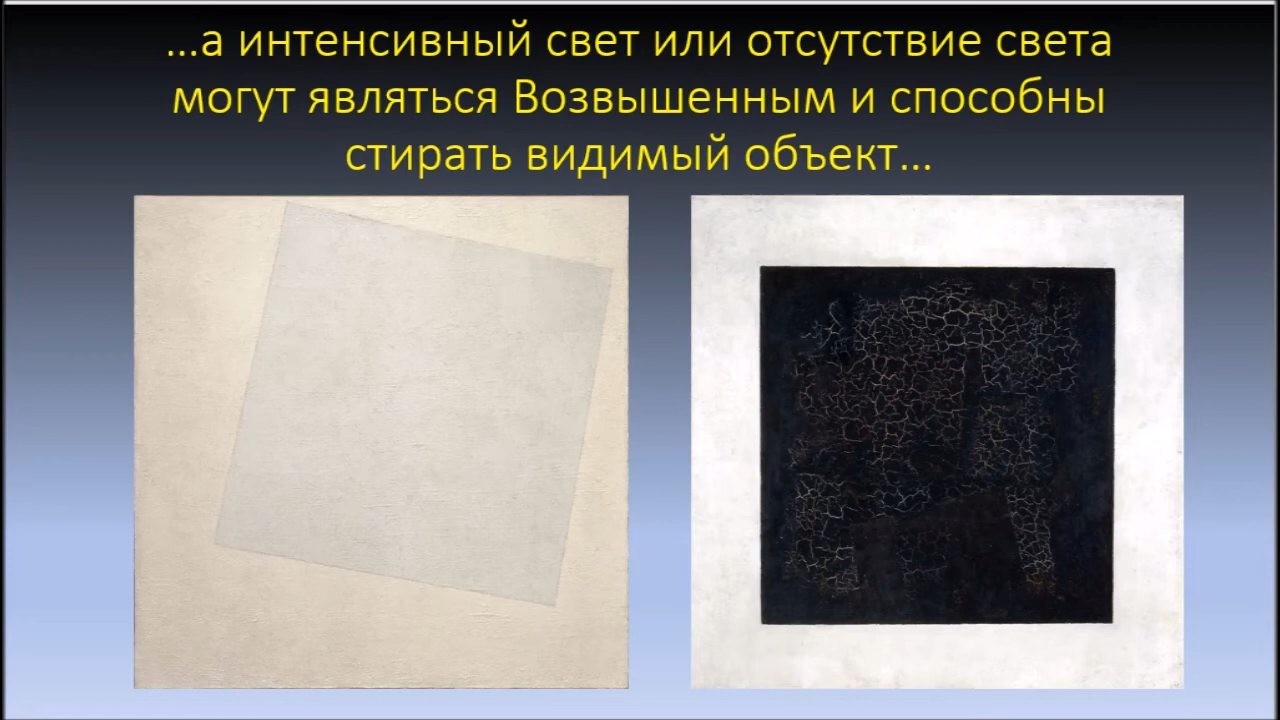 ...а интенсивный свет или отсутствие света
могут являться Возвышенным и способны
стирать видимый объект...